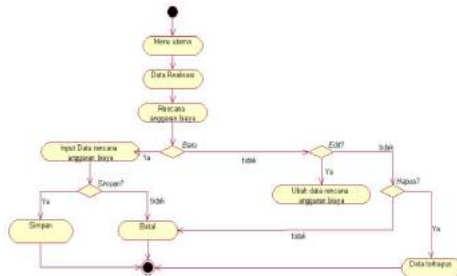 Menu utama
Data Realisasi
Rencana
anggaran biaya
Baru
Edit?
Ya
tidak
tidak
Input Data rencana
anggaran biaya
Simpan?
Ya
Ubah data rencana
anggaran biaya
Hapus?
Ya
tidak
Simpan
Batal
tidak
Ya
Data terhapus